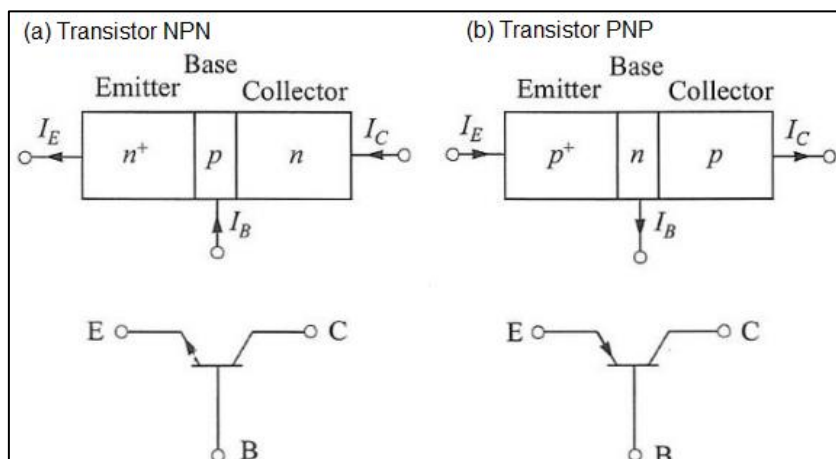 (a) Transistor NPN
Base
Emitter
Collector
I_E
n+
p
n
I_C
I_B
E
C
B
(b) Transistor PNP
Base
Emitter
Collector
I_E
p+
n
p
I_C
I_B
E
C
B